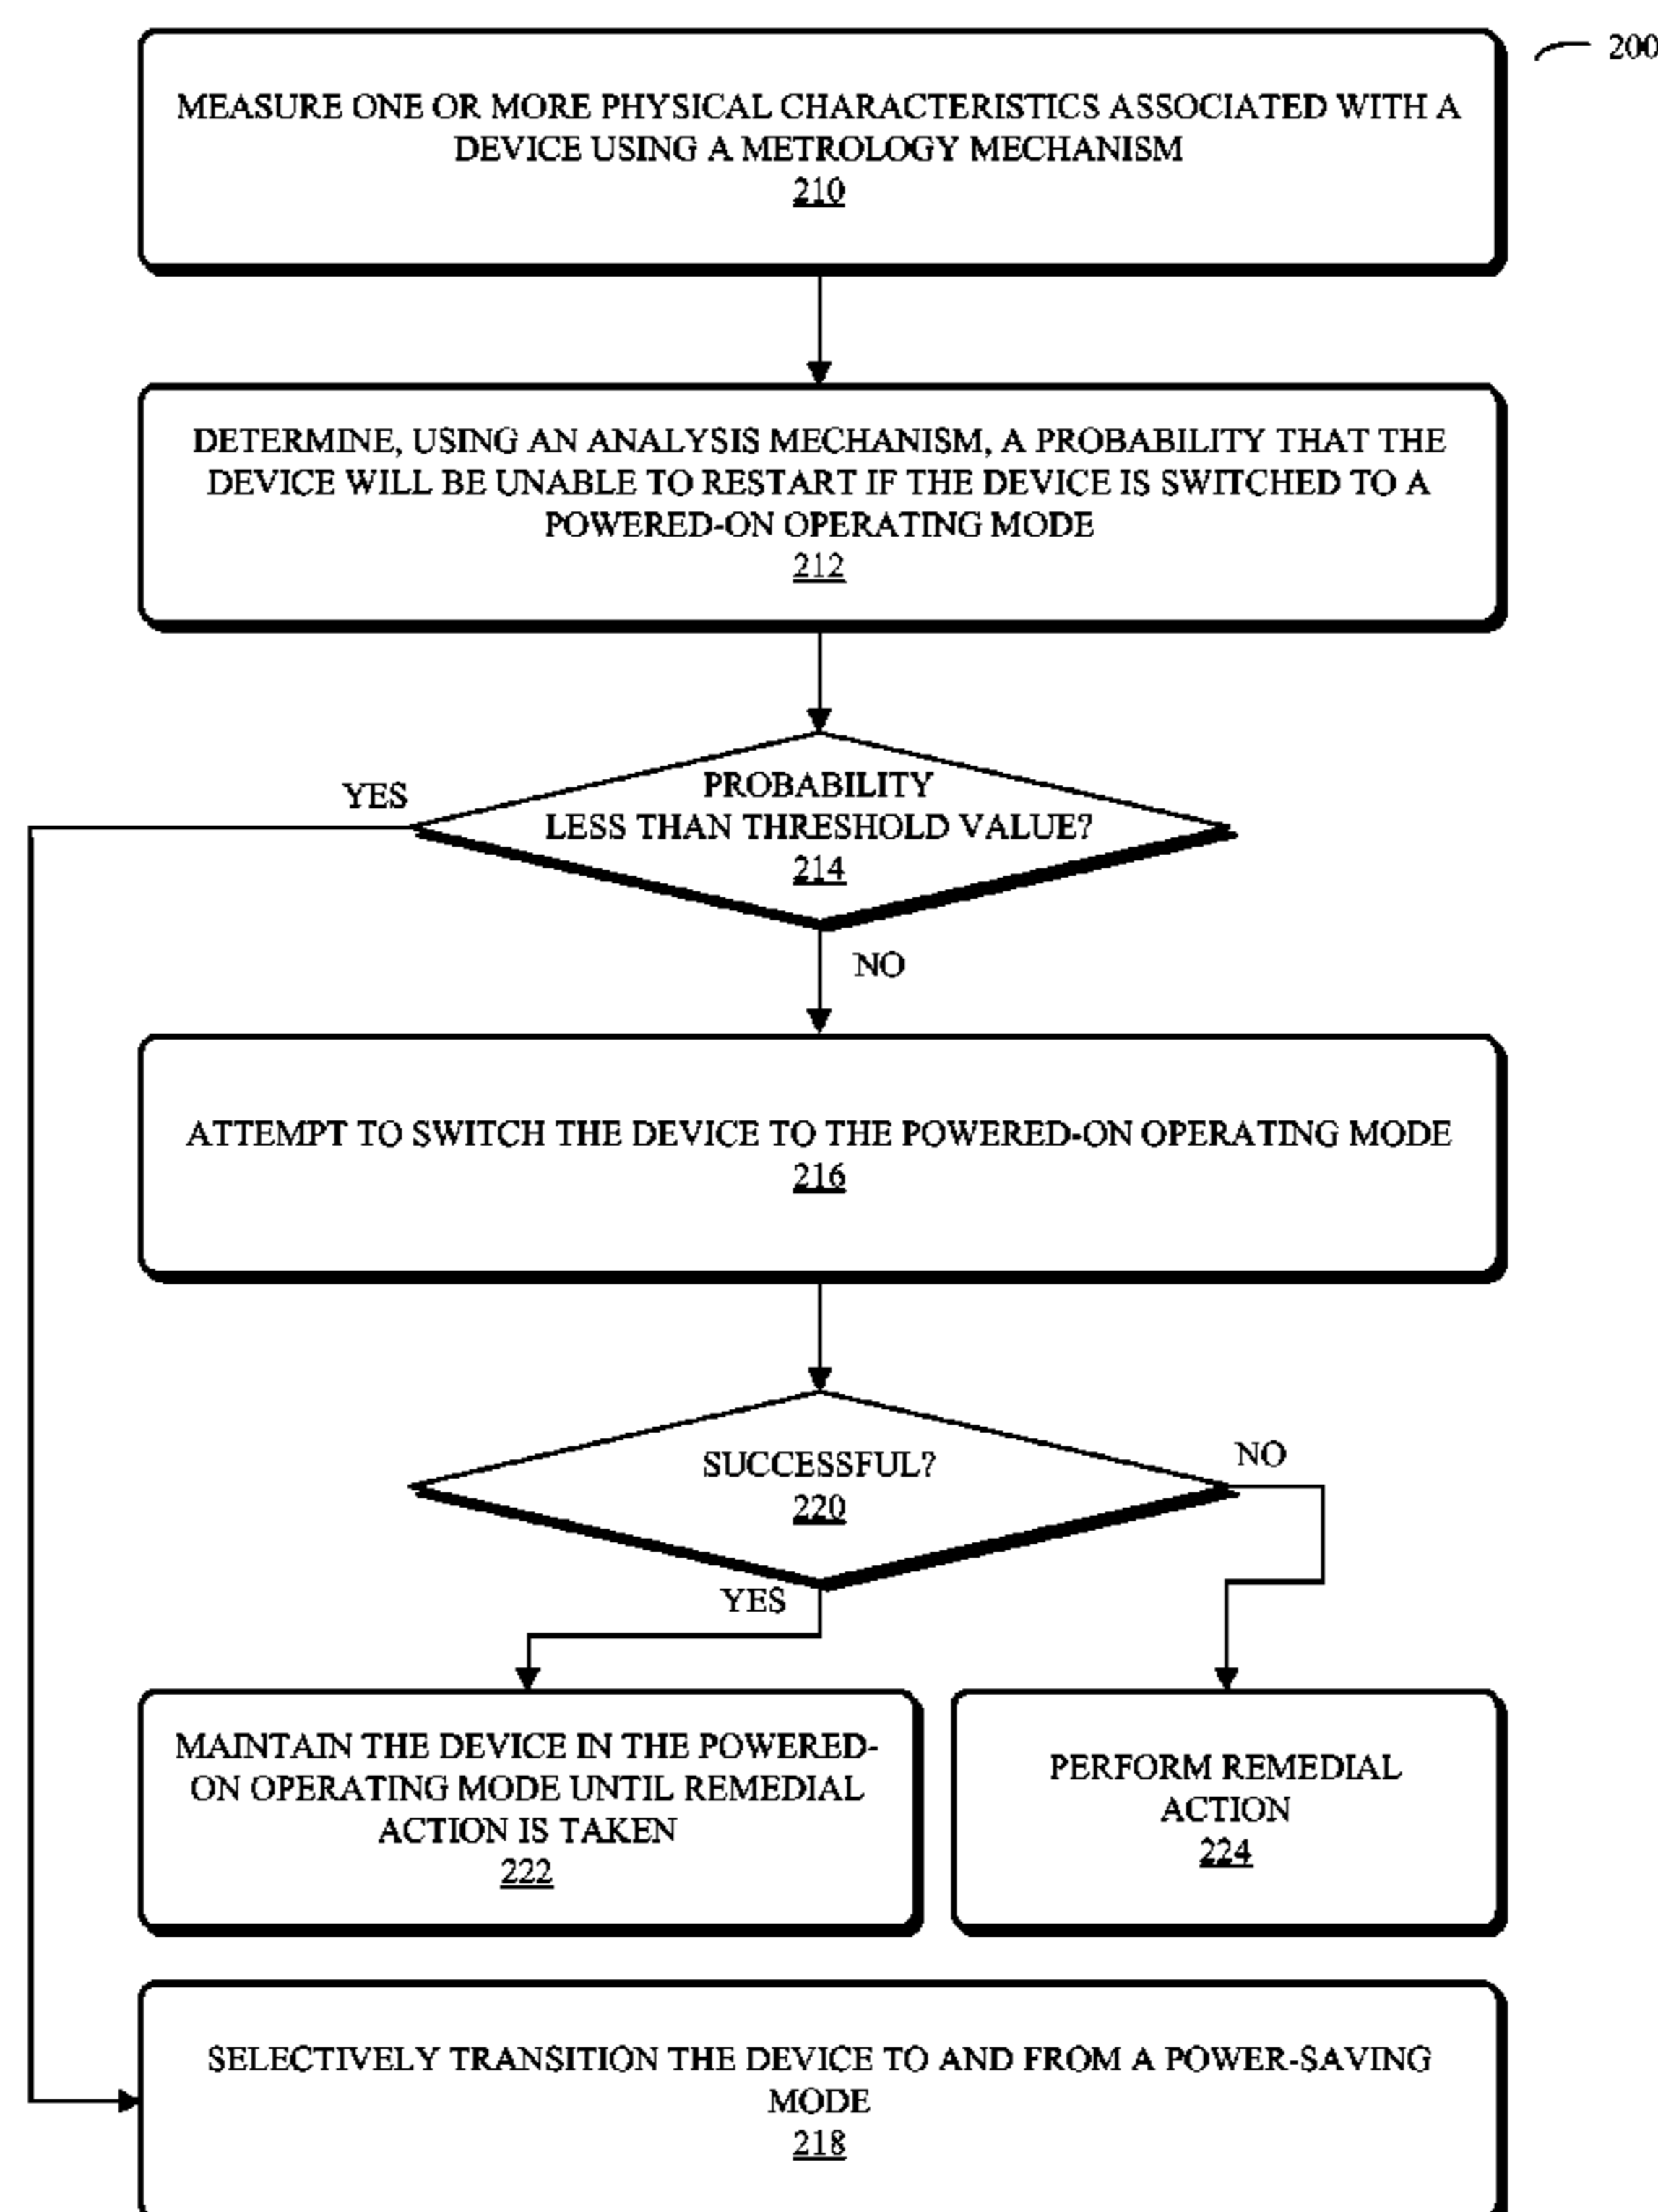 200
MEASURE ONE OR MORE PHYSICAL CHARACTERISTICS ASSOCIATED WITH A
DEVICE USING A METROLOGY MECHANISM
210
DETERMINE, USING AN ANALYSIS MECHANISM, A PROBABILITY THAT THE
DEVICE WILL BE UNABLE TO RESTART IF THE DEVICE IS SWITCHED TO A
POWERED-ON OPERATING MODE
212
YES
PROBABILITY
LESS THAN THRESHOLD VALUE?
214
NO
ATTEMPT TO SWITCH THE DEVICE TO THE POWERED-ON OPERATING MODE
216
SUCCESSFUL?
220
NO
YES
MAINTAIN THE DEVICE IN THE POWERED-
ON OPERATING MODE UNTIL REMEDIAL
ACTION IS TAKEN
222
PERFORM REMEDIAL
ACTION
224
SELECTIVELY TRANSITION THE DEVICE TO AND FROM A POWER-SAVING
MODE
218